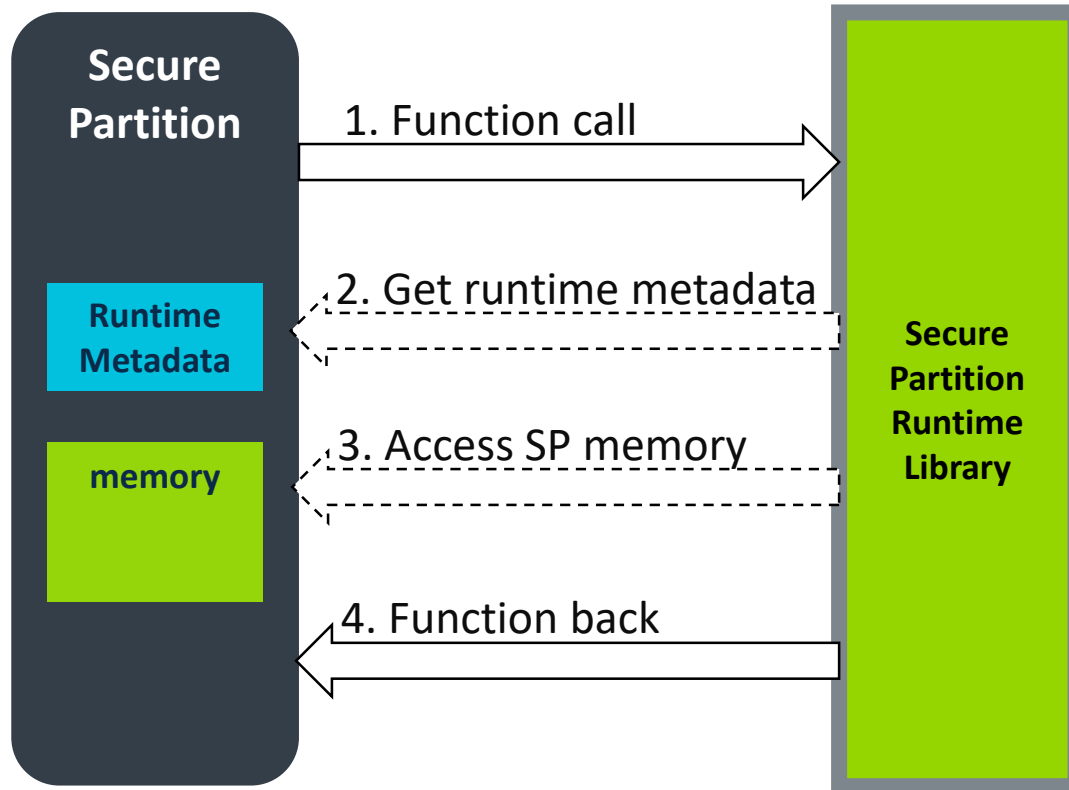 Secure
Partition
1. Function call
2. Get runtime metadata
Runtime
Metadata
3. Access SP memory
memory
4. Function back
Secure
Partition
Runtime
Library